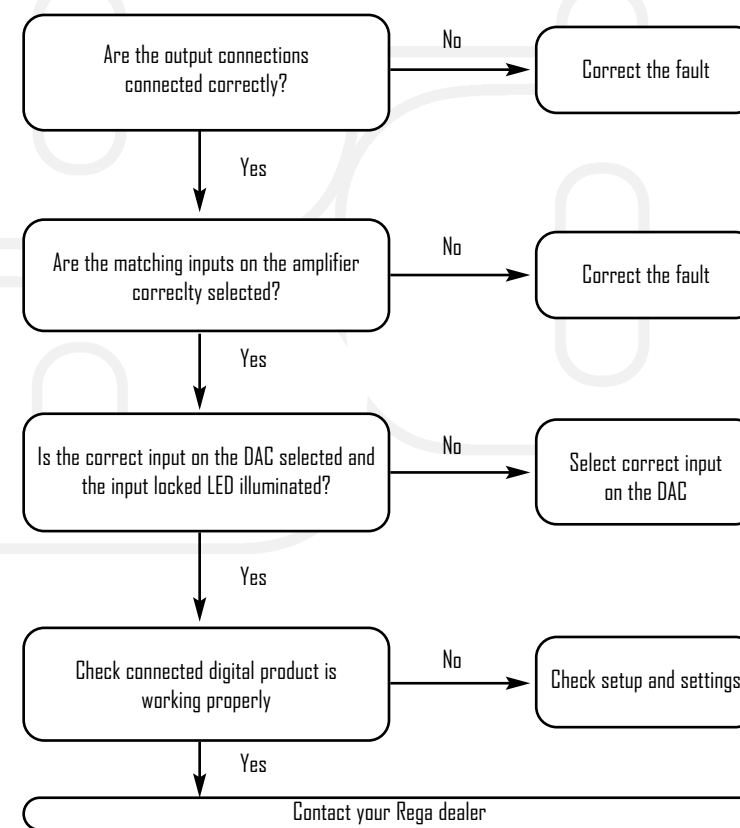 Are the output connections
connected correctly?
No
Correct the fault
Yes
Are the matching inputs on the amplifier
correclty selected?
No
Correct the fault
Yes
Is the correct input on the DAC selected and
the input locked LED illuminated?
No
Select correct input
on the DAC
Yes
Check connected digital product is
working properly
No
Check setup and settings
Yes
Contact your Rega dealer